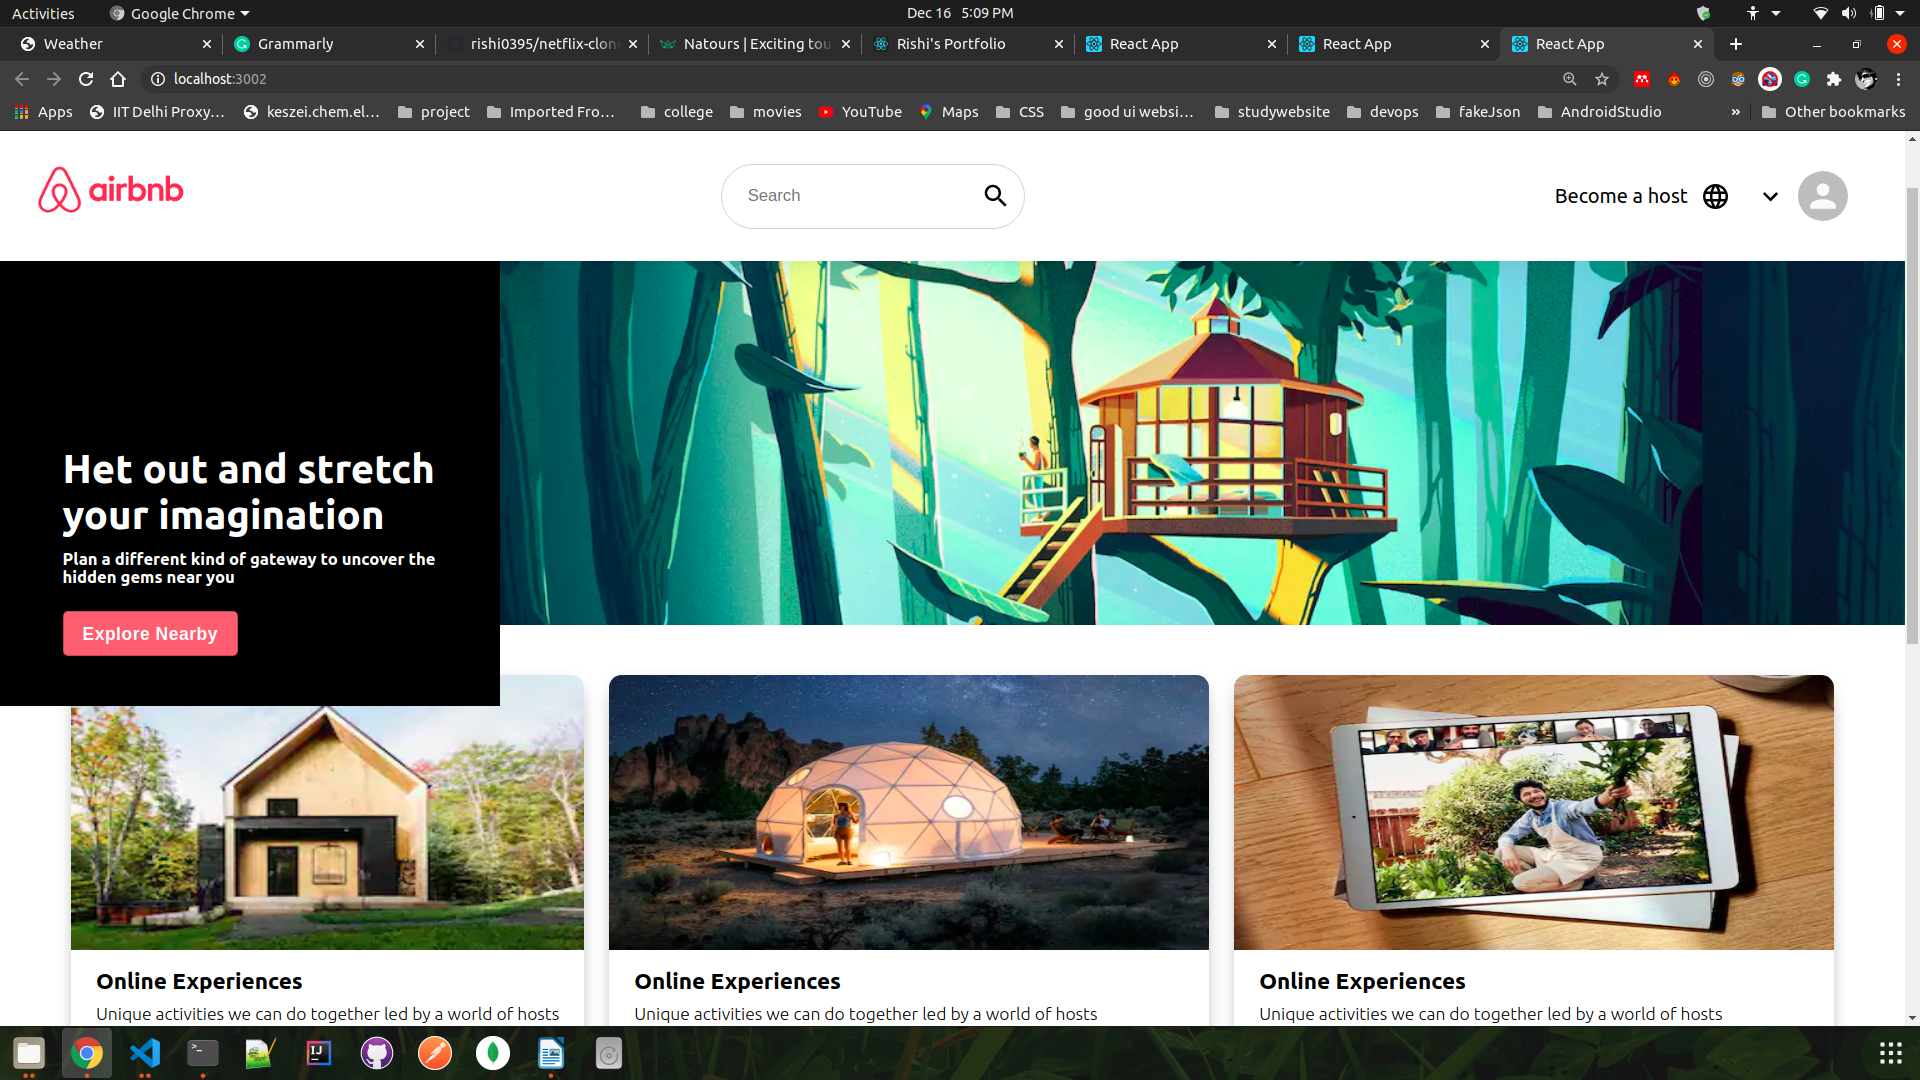 Activities
Google Chrome
Dec 16 5:09 PM
Weather
Grammarly
rishi0395/netflix-clon
Natours | Exciting tou
Rishi's Portfolio
React App
React App
React App
localhost:3002
Apps
IIT Delhi Proxy...
keszei.chem.el...
project
Imported Fro...
college
movies
YouTube
Maps
CSS
good ui websi...
studywebsite
devops
fakeJson
AndroidStudio
»
Other bookmarks
airbnb
Search
Become a host
Het out and stretch
your imagination
Plan a different kind of gateway to uncover the
hidden gems near you
Explore Nearby
Online Experiences
Unique activities we can do together led by a world of hosts
Online Experiences
Unique activities we can do together led by a world of hosts
Online Experiences
Unique activities we can do together led by a world of hosts